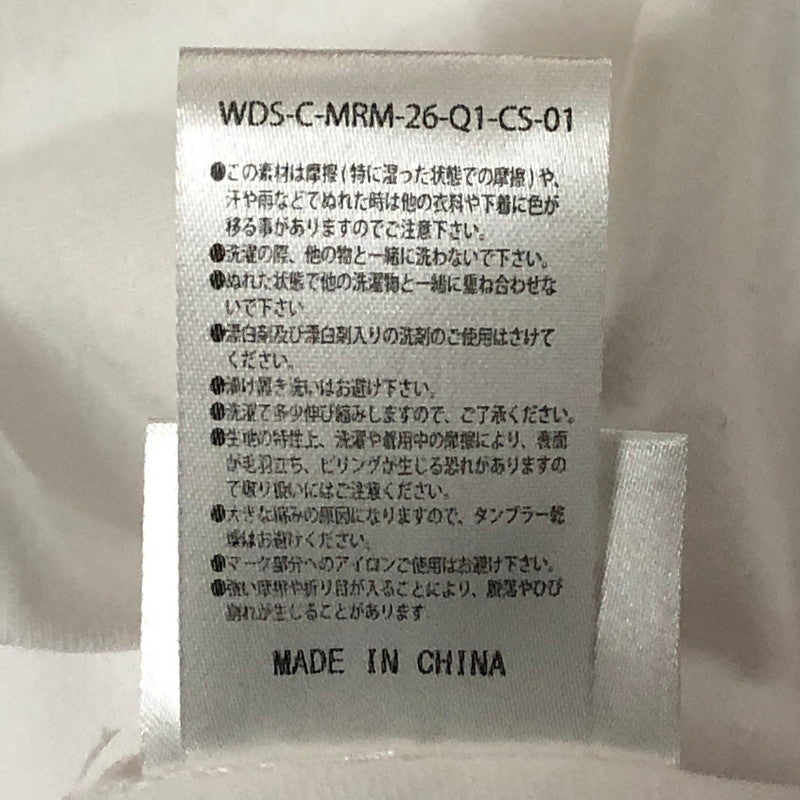 WDS-C-MRM-26-Q1-CS-01
●この素材は摩擦(特に湿った状態での摩擦)や、
汗や雨などでぬれた時は他の衣料や下着に色が
移る事がありますのでご注意下さい。
●洗濯の際、他の物と一緒に洗わないで下さい。
●ぬれた状態で他の洗濯物と一緒に重ね合わせな
いで下さい
●漂白剤及び漂白剤入りの洗剤のご使用はさけて
ください。
●漬け置き洗いはお避け下さい。
●洗濯で多少伸び縮みしますので、ご了承ください。
●生地の特性上、洗濯や着用中の摩擦により、表面
が毛羽立ち、ピリングが生じる恐れがありますの
で取り扱いにはご注意ください。
●大きな縮みの原因になりますので、タンブラー乾
燥はお避けください。
●マーク部分へのアイロンご使用はお避け下さい。
●強い摩擦や折り目が入ることにより、脱落やひび
割れが生じることがあります
MADE IN CHINA